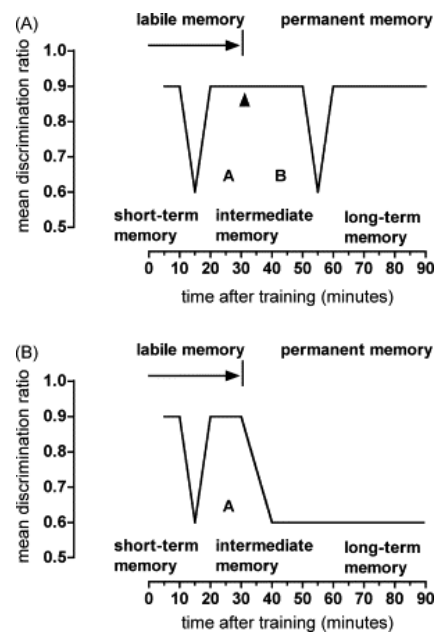 (A)
labile memory permanent memory
1.0
0.9
0.8
0.7
0.6
0.5
mean discrimination ratio
A B
short-term intermediate long-term
memory memory memory
0 10 20 30 40 50 60 70 80 90
time after training (minutes)
(B)
labile memory permanent memory
1.0
0.9
0.8
0.7
0.6
0.5
mean discrimination ratio
A
short-term intermediate long-term
memory memory memory
0 10 20 30 40 50 60 70 80 90
time after training (minutes)